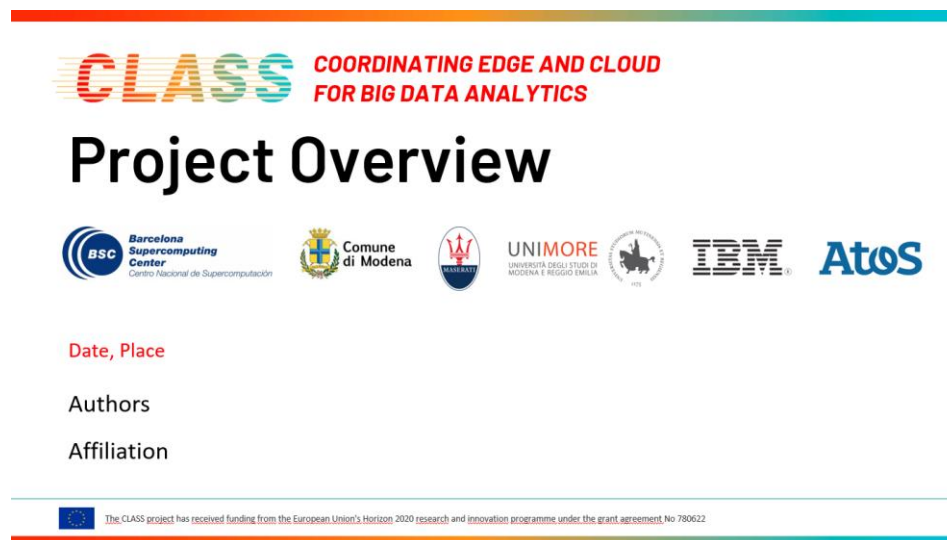 CLASS COORDINATING EDGE AND CLOUD
FOR BIG DATA ANALYTICS
Project Overview
BSC
Barcelona
Supercomputing
Center
Centro Nacional de Supercomputación
Comune
di Modena
MASERATI
UNIMORE
UNIVERSITÀ DEGLI STUDI DI
MODENA E REGGIO EMILIA
1175
IBM®
Atos
Date, Place
Authors
Affiliation
The CLASS project has received funding from the European Union's Horizon 2020 research and innovation programme under the grant agreement No 780622